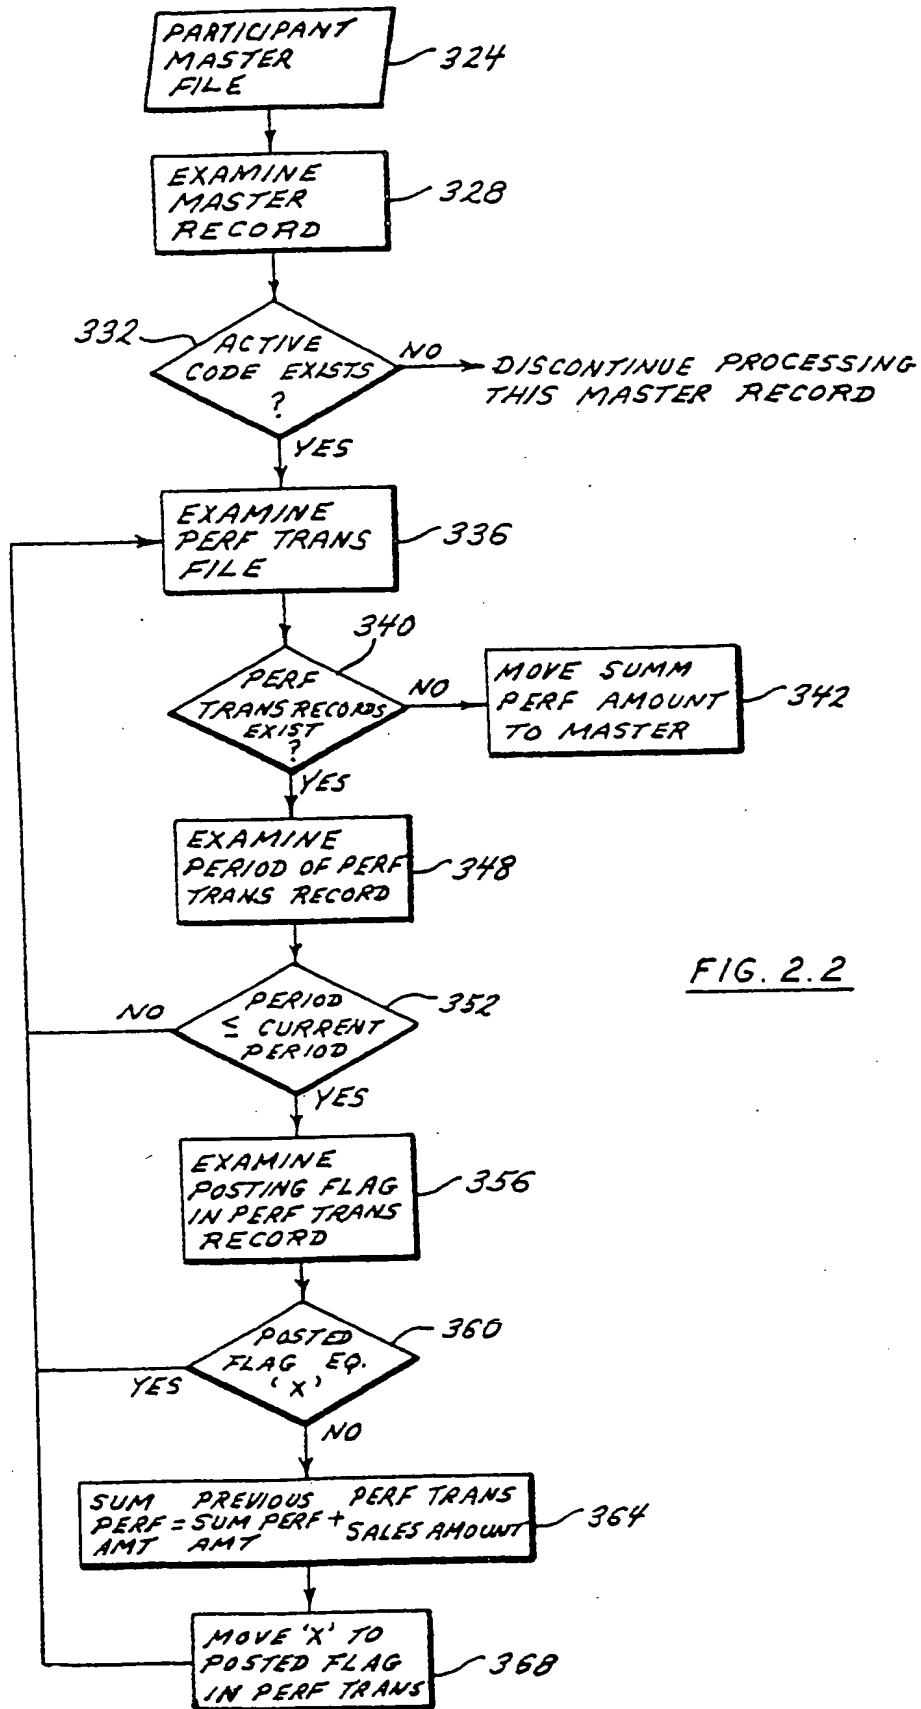 PARTICIPANT
MASTER
FILE
324
EXAMINE
MASTER
RECORD
328
332
ACTIVE
CODE EXISTS
?
NO
DISCONTINUE PROCESSING
THIS MASTER RECORD
YES
EXAMINE
PERF TRANS
FILE
336
340
PERF
TRANS RECORDS
EXIST
?
NO
MOVE SUMM
PERF AMOUNT
TO MASTER
342
YES
EXAMINE
PERIOD OF PERF
TRANS RECORD
348
FIG. 2.2
NO
PERIOD
≤ CURRENT
PERIOD
352
YES
EXAMINE
POSTING FLAG
IN PERF TRANS
RECORD
356
POSTED
FLAG EQ.
'X'
360
YES
NO
SUM PREVIOUS PERF TRANS
PERF = SUM PERF + SALES AMOUNT
AMT AMT
364
MOVE 'X' TO
POSTED FLAG
IN PERF TRANS
368